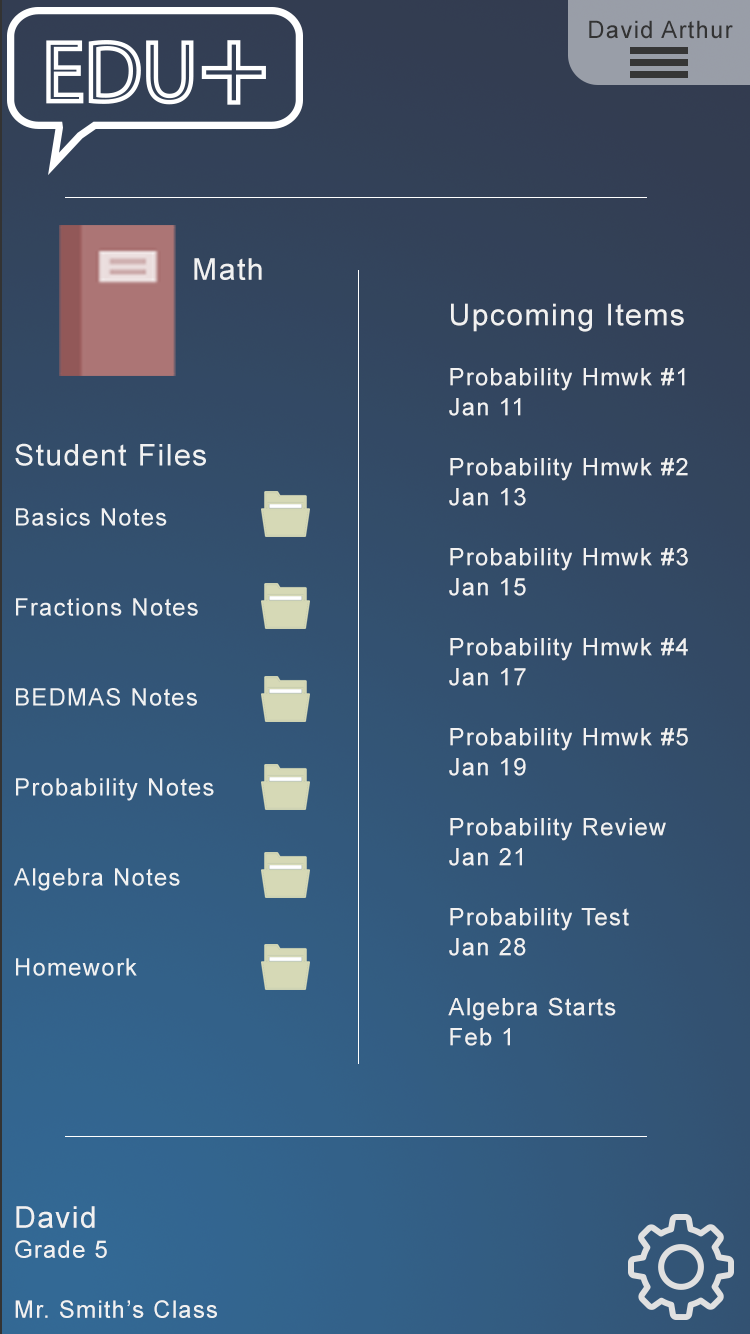 EDU+
David Arthur
Math
Student Files
Basics Notes
Fractions Notes
BEDMAS Notes
Probability Notes
Algebra Notes
Homework
Upcoming Items
Probability Hmwk #1
Jan 11
Probability Hmwk #2
Jan 13
Probability Hmwk #3
Jan 15
Probability Hmwk #4
Jan 17
Probability Hmwk #5
Jan 19
Probability Review
Jan 21
Probability Test
Jan 28
Algebra Starts
Feb 1
David
Grade 5
Mr. Smith’s Class